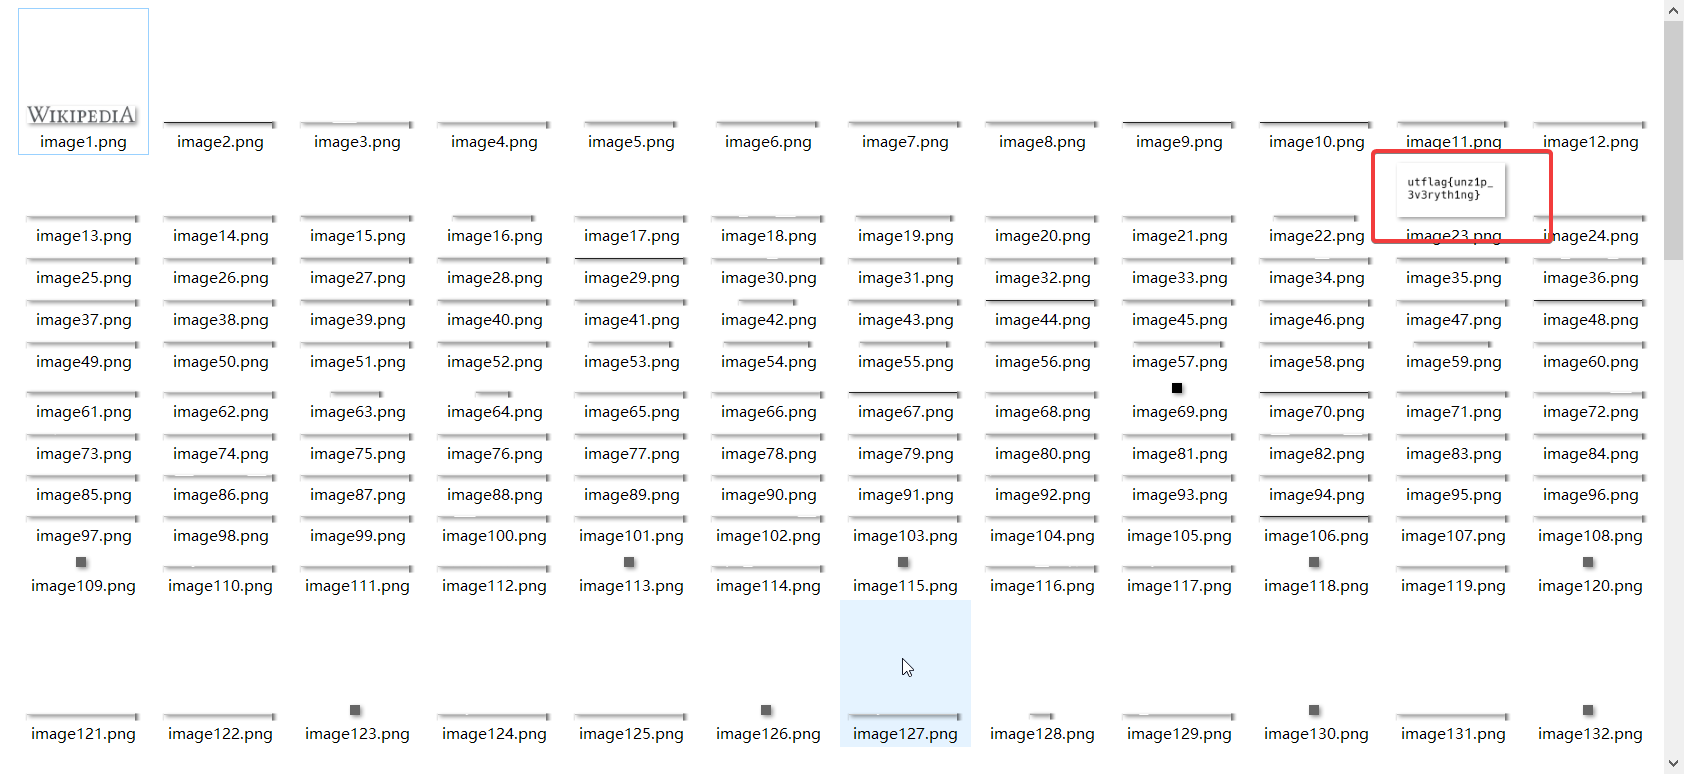 WIKIPEDIA
image1.png image2.png image3.png image4.png image5.png image6.png image7.png image8.png image9.png image10.png image11.png image12.png
utflag{unz1p_
3v3ryth1ng}
image13.png image14.png image15.png image16.png image17.png image18.png image19.png image20.png image21.png image22.png image23.png image24.png
image25.png image26.png image27.png image28.png image29.png image30.png image31.png image32.png image33.png image34.png image35.png image36.png
image37.png image38.png image39.png image40.png image41.png image42.png image43.png image44.png image45.png image46.png image47.png image48.png
image49.png image50.png image51.png image52.png image53.png image54.png image55.png image56.png image57.png image58.png image59.png image60.png
image61.png image62.png image63.png image64.png image65.png image66.png image67.png image68.png image69.png image70.png image71.png image72.png
image73.png image74.png image75.png image76.png image77.png image78.png image79.png image80.png image81.png image82.png image83.png image84.png
image85.png image86.png image87.png image88.png image89.png image90.png image91.png image92.png image93.png image94.png image95.png image96.png
image97.png image98.png image99.png image100.png image101.png image102.png image103.png image104.png image105.png image106.png image107.png image108.png
image109.png image110.png image111.png image112.png image113.png image114.png image115.png image116.png image117.png image118.png image119.png image120.png
image121.png image122.png image123.png image124.png image125.png image126.png image127.png image128.png image129.png image130.png image131.png image132.png